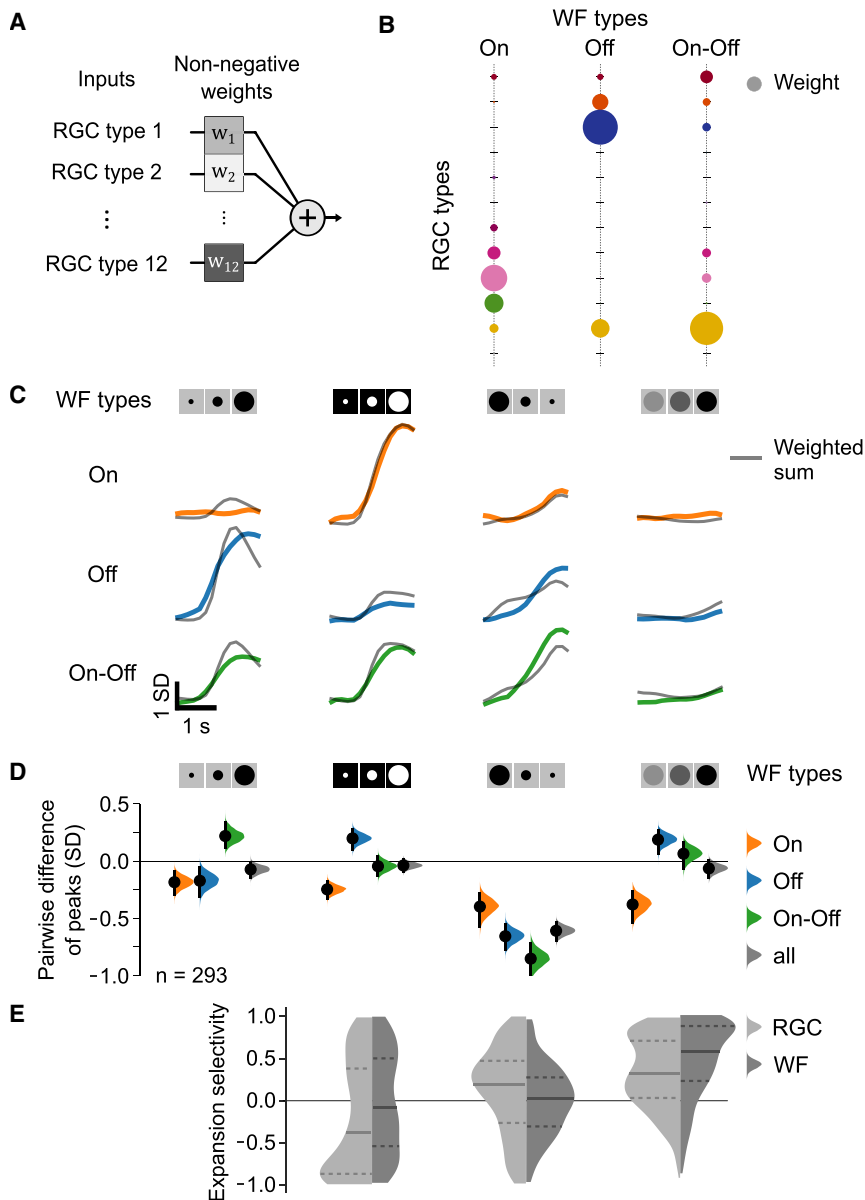 A
Inputs
Non-negative
weights
RGC type 1
w1
RGC type 2
w2
⋮
⋮
+
RGC type 12
w12
B
WF types
On
Off
On-Off
Weight
RGC types
C
WF types
On
Weighted
sum
Off
On-Off
1 SD
1 s
D
WF types
Pairwise difference
of peaks (SD)
0.5
0.0
−0.5
−1.0
n = 293
On
Off
On-Off
all
E
Expansion selectivity
1.0
0.5
0.0
−0.5
−1.0
RGC
WF